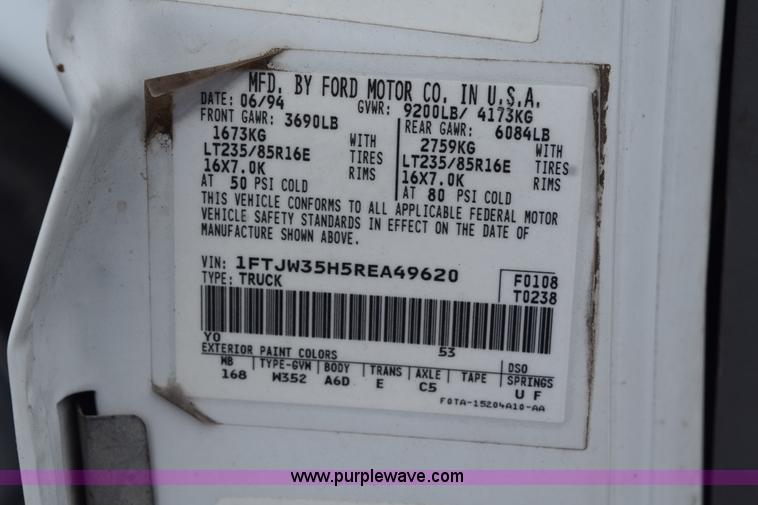 MFD. BY FORD MOTOR CO. IN U.S.A.
DATE: 06/94 GVWR: 9200LB/ 4173KG
FRONT GAWR: 3690LB REAR GAWR: 6084LB
1673KG WITH 2759KG WITH
LT235/85R16E TIRES LT235/85R16E TIRES
16X7.0K RIMS 16X7.0K RIMS
AT 50 PSI COLD AT 80 PSI COLD
THIS VEHICLE CONFORMS TO ALL APPLICABLE FEDERAL MOTOR
VEHICLE SAFETY STANDARDS IN EFFECT ON THE DATE OF
MANUFACTURE SHOWN ABOVE.
VIN: 1FTJW35H5REA49620 F0108
TYPE: TRUCK T0238
YO 53
EXTERIOR PAINT COLORS DSO
WB TYPE-GVW BODY TRANS AXLE TAPE SPRINGS
168 W352 A6D E C5 U F
F0TA-15204A10-AA
www.purplewave.com